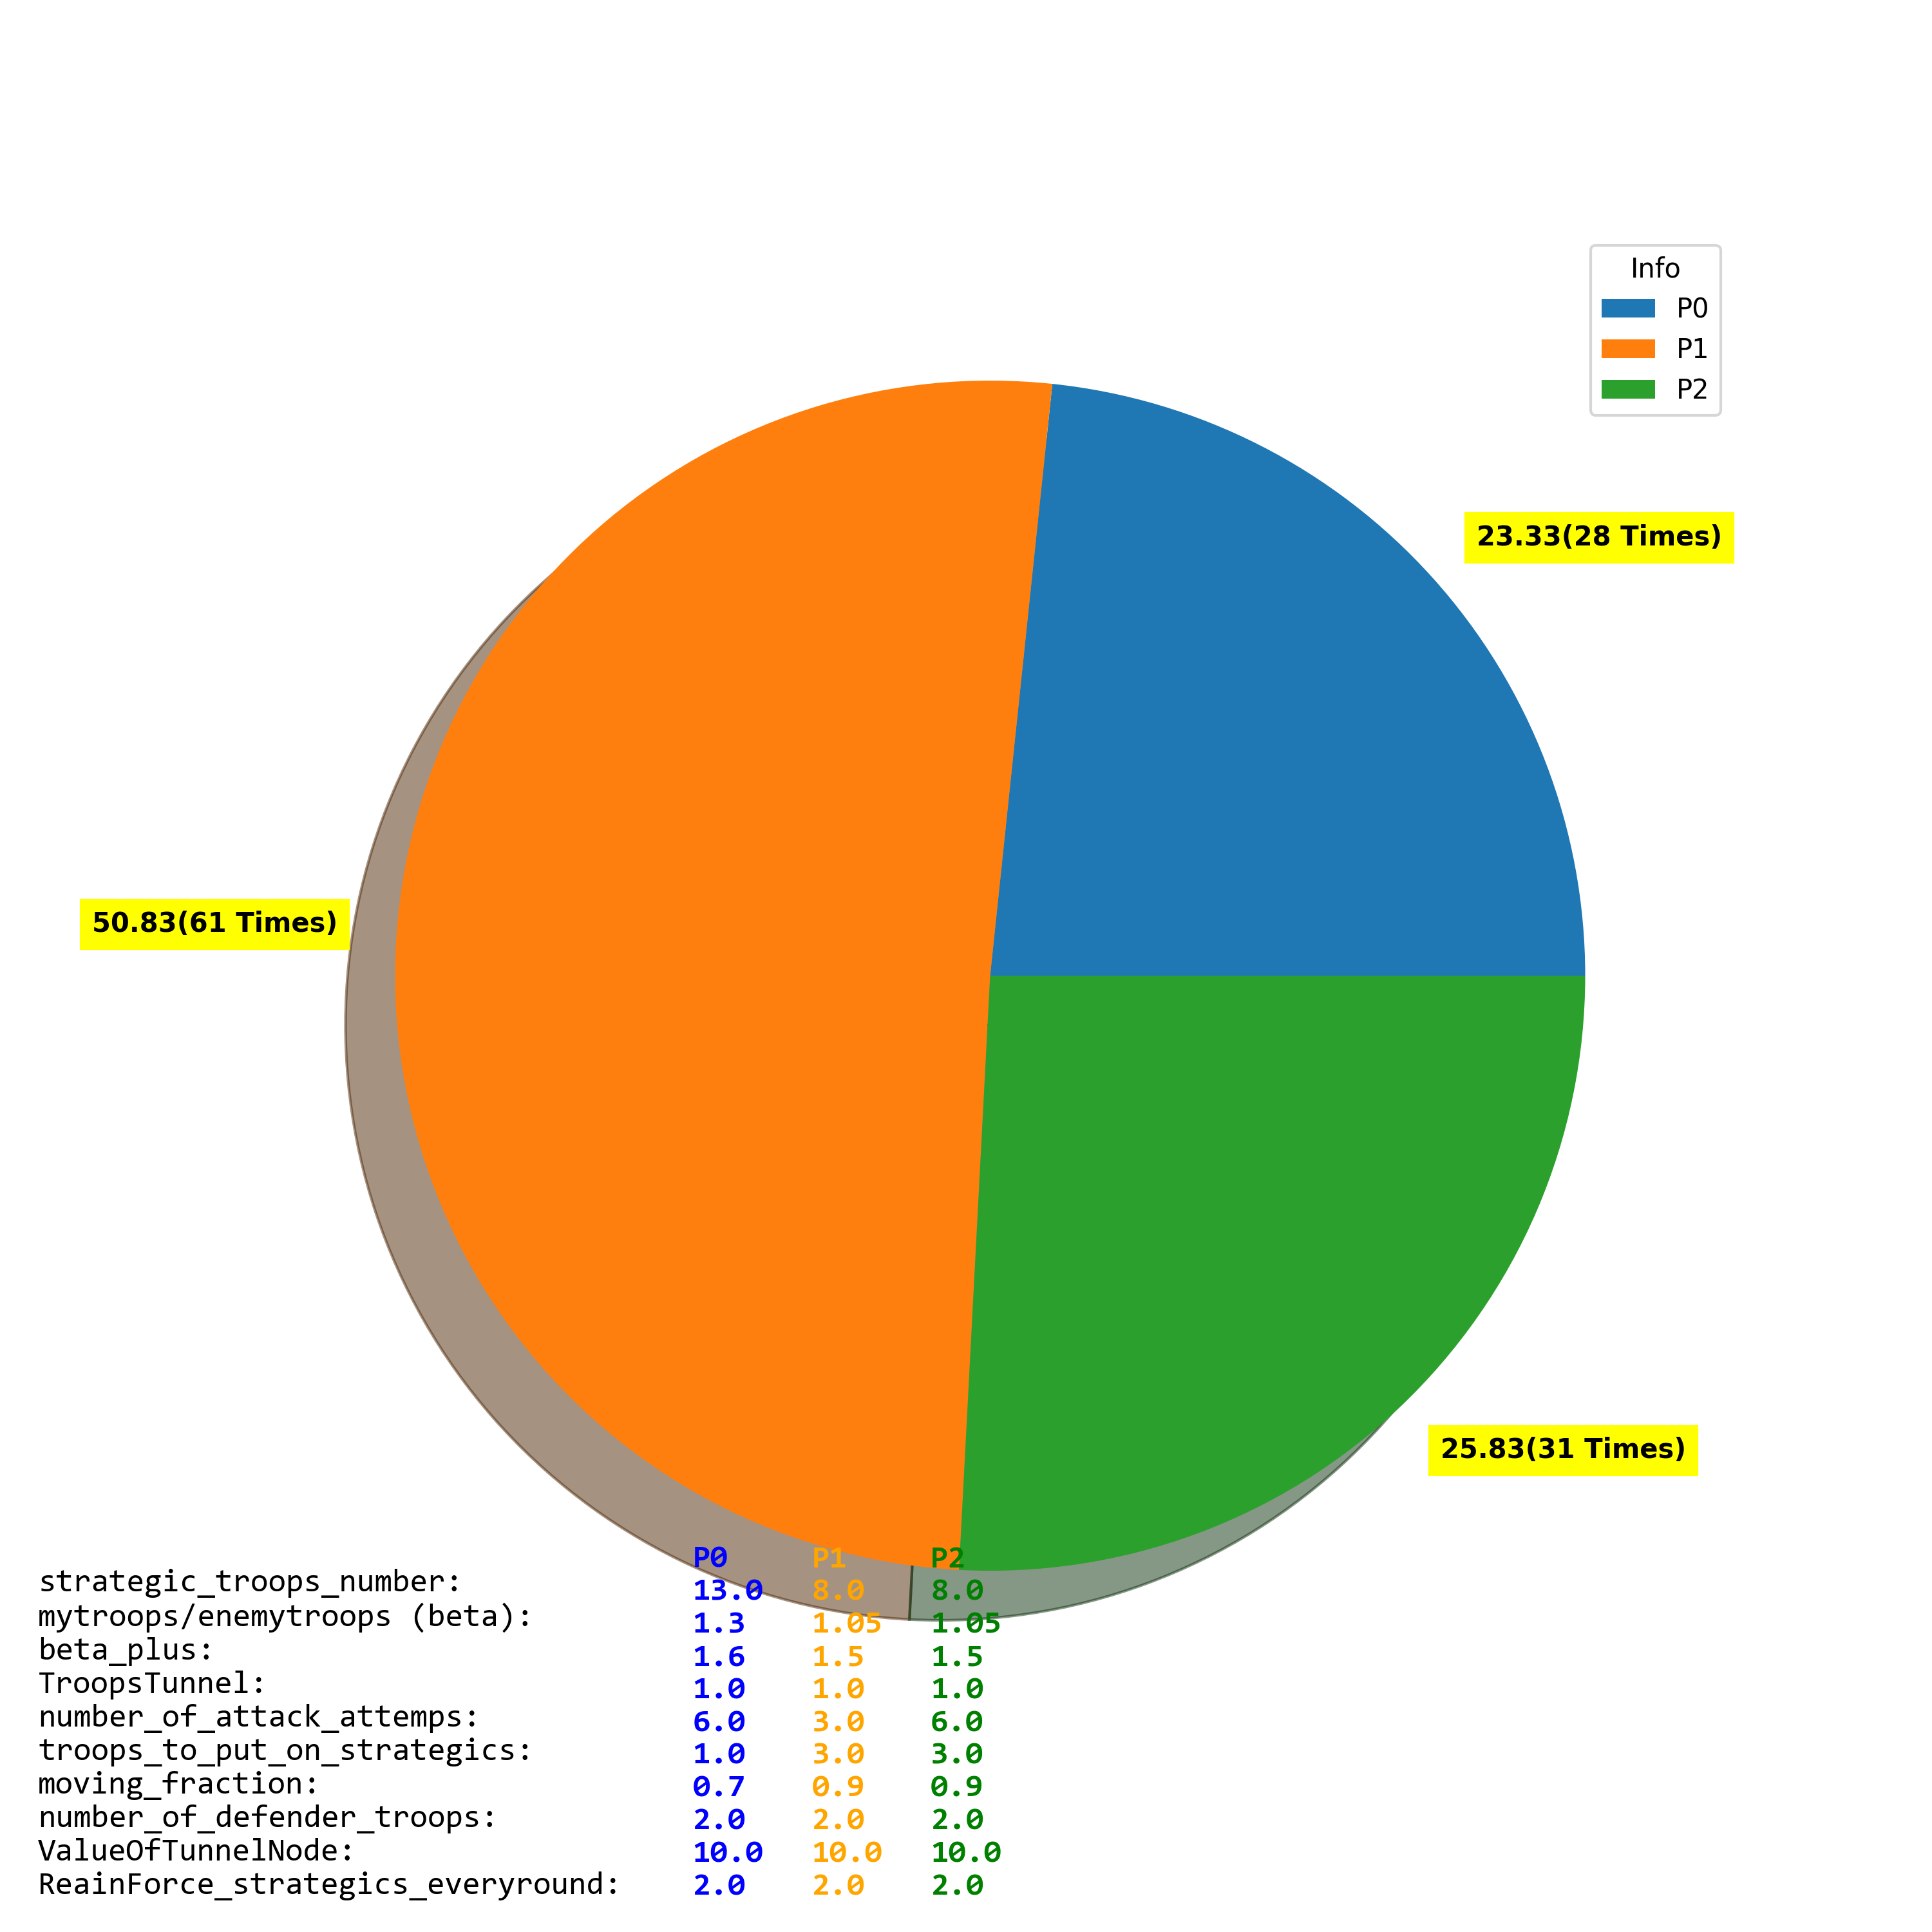 Info
P0
P1
P2
23.33(28 Times)
50.83(61 Times)
25.83(31 Times)
P0 P1 P2
strategic_troops_number: 13.0 8.0 8.0
mytroops/enemytroops (beta): 1.3 1.05 1.05
beta_plus: 1.6 1.5 1.5
TroopsTunnel: 1.0 1.0 1.0
number_of_attack_attemps: 6.0 3.0 6.0
troops_to_put_on_strategics: 1.0 3.0 3.0
moving_fraction: 0.7 0.9 0.9
number_of_defender_troops: 2.0 2.0 2.0
ValueOfTunnelNode: 10.0 10.0 10.0
ReainForce_strategics_everyround: 2.0 2.0 2.0